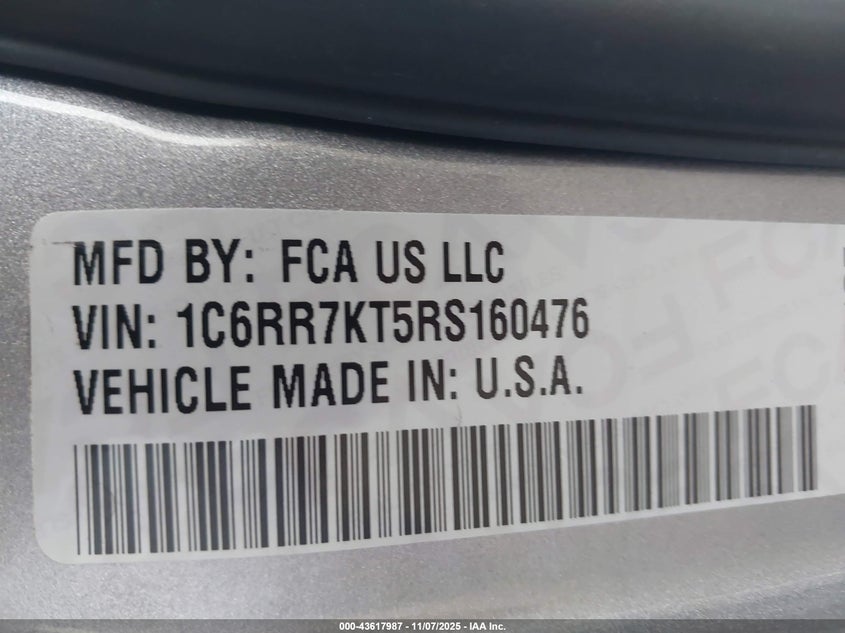 MFD BY: FCA US LLC
VIN: 1C6RR7KT5RS160476
VEHICLE MADE IN: U.S.A.
000-43617987 - 11/07/2025 - IAA Inc.